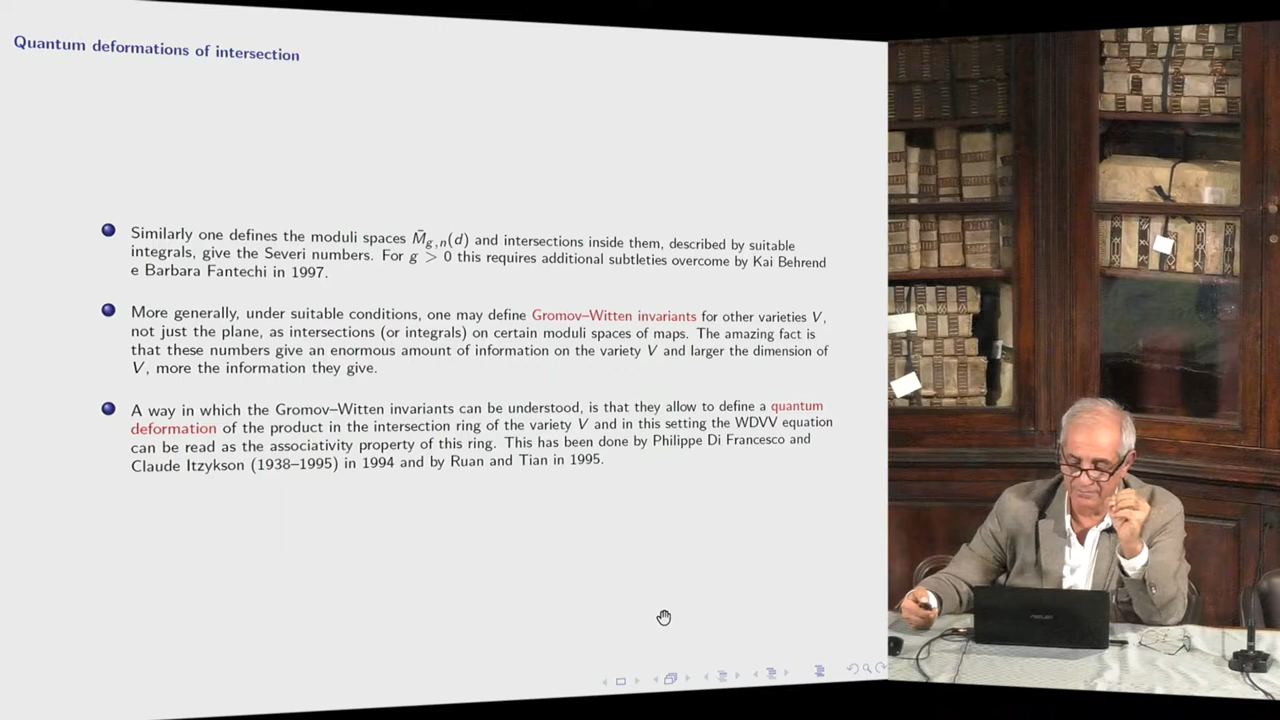 Quantum deformations of intersection
Similarly one defines the moduli spaces M̄g,n(d) and intersections inside them, described by suitable
integrals, give the Severi numbers. For g > 0 this requires additional subtleties overcome by Kai Behrend
e Barbara Fantechi in 1997.
More generally, under suitable conditions, one may define Gromov–Witten invariants for other varieties V,
not just the plane, as intersections (or integrals) on certain moduli spaces of maps. The amazing fact is
that these numbers give an enormous amount of information on the variety V and larger the dimension of
V, more the information they give.
A way in which the Gromov–Witten invariants can be understood, is that they allow to define a quantum
deformation of the product in the intersection ring of the variety V and in this setting the WDVV equation
can be read as the associativity property of this ring. This has been done by Philippe Di Francesco and
Claude Itzykson (1938–1995) in 1994 and by Ruan and Tian in 1995.
ASUS